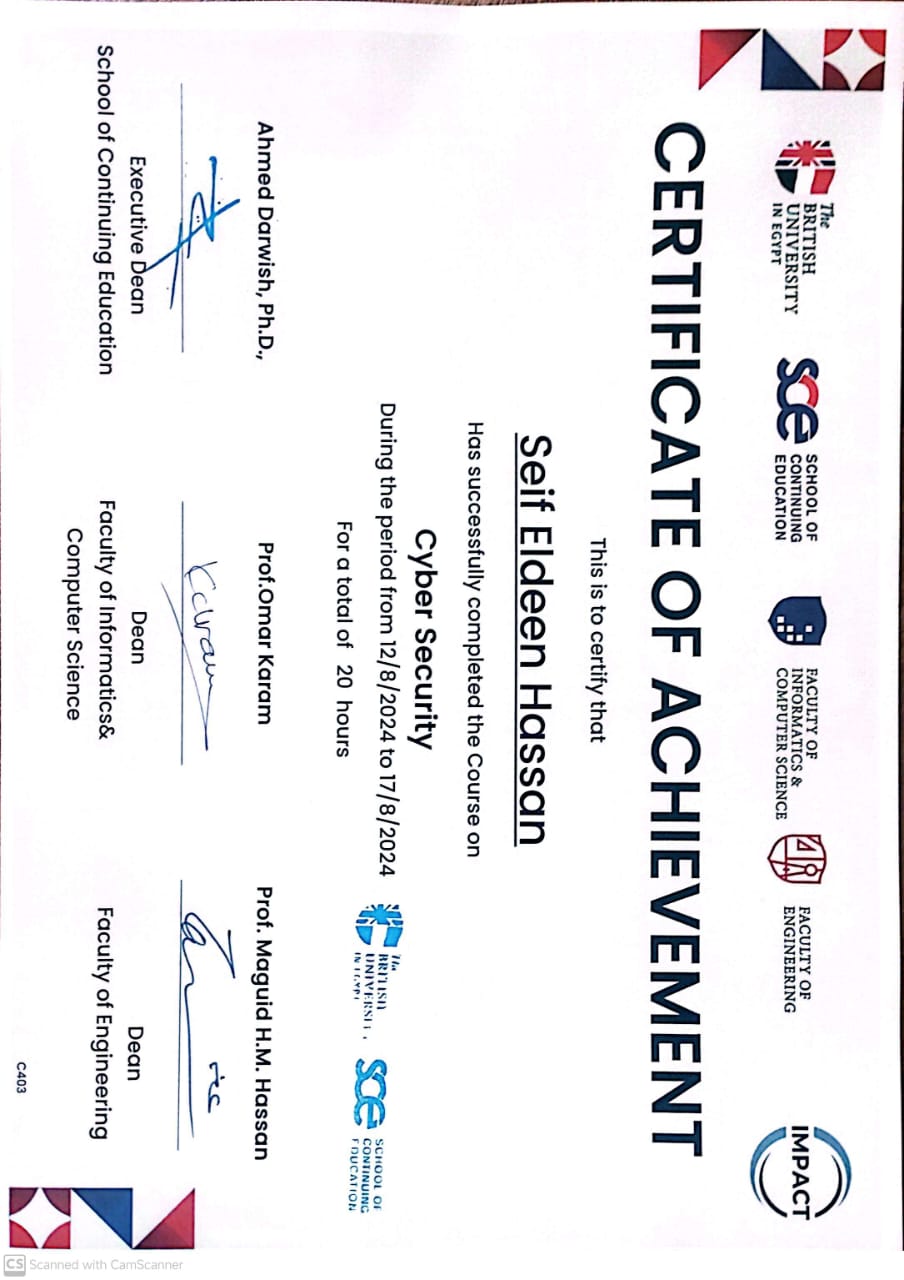 The
BRITISH
UNIVERSITY
IN EGYPT
sce
SCHOOL OF
CONTINUING
EDUCATION
FACULTY OF
INFORMATICS &
COMPUTER SCIENCE
FACULTY OF
ENGINEERING
IMPACT
CERTIFICATE OF ACHIEVEMENT
This is to certify that
Seif Eldeen Hassan
Has successfully completed the Course on
Cyber Security
During the period from 12/8/2024 to 17/8/2024
For a total of 20 hours
The
BRITISH
UNIVERSITY
IN EGYPT
sce
SCHOOL OF
CONTINUING
EDUCATION
Ahmed Darwish, Ph.D.,
Executive Dean
School of Continuing Education
Prof.Omar Karam
Dean
Faculty of Informatics&
Computer Science
Prof. Maguid H.M. Hassan
Dean
Faculty of Engineering
C403
CS Scanned with CamScanner